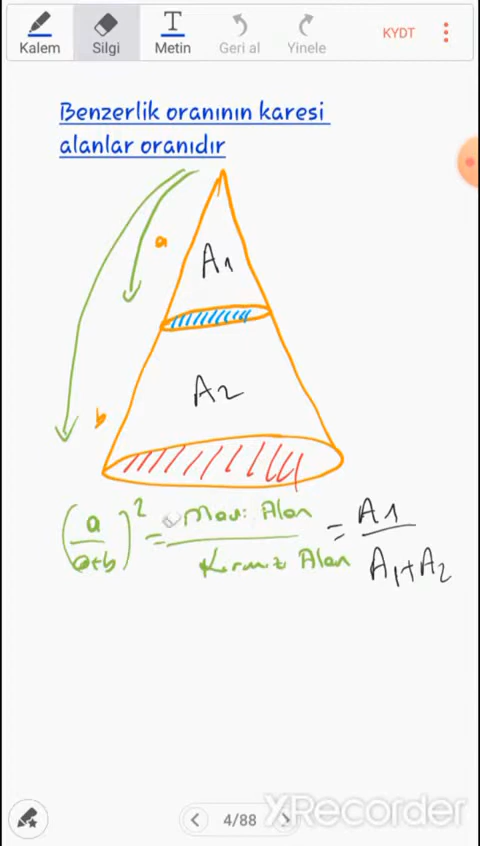 Kalem Silgi Metin Geri al Yinele KYDT
Benzerlik oranının karesi
alanlar oranıdır
a
A1
A2
b
(a/a+b)² = Mavi Alan/Kırmızı Alan = A1/A1+A2
4/88
XRecorder